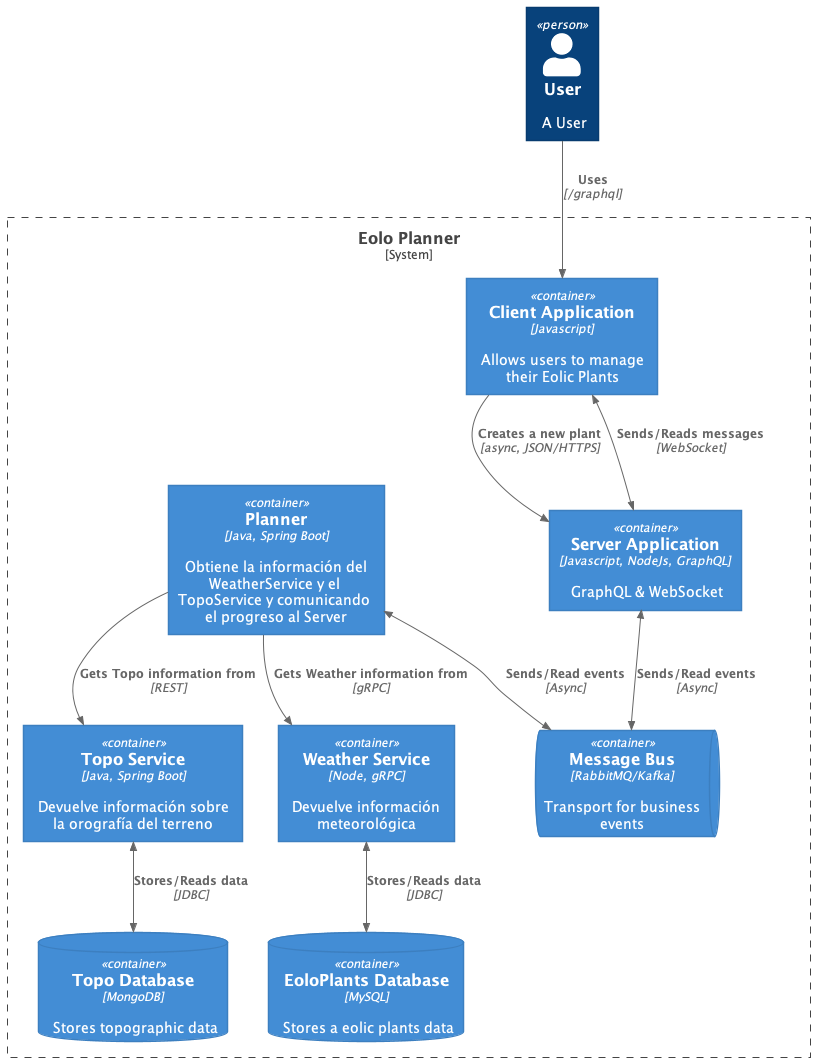 «person»
User
A User
Uses
[/graphql]
Eolo Planner
[System]
«container»
Client Application
[Javascript]
Allows users to manage
their Eolic Plants
Creates a new plant
[async, JSON/HTTPS]
Sends/Reads messages
[WebSocket]
«container»
Planner
[Java, Spring Boot]
Obtiene la información del
WeatherService y el
TopoService y comunicando
el progreso al Server
«container»
Server Application
[Javascript, NodeJs, GraphQL]
GraphQL & WebSocket
Gets Topo information from
[REST]
Gets Weather information from
[gRPC]
Sends/Read events
[Async]
Sends/Read events
[Async]
«container»
Topo Service
[Java, Spring Boot]
Devuelve información sobre
la orografía del terreno
«container»
Weather Service
[Node, gRPC]
Devuelve información
meteorológica
«container»
Message Bus
[RabbitMQ/Kafka]
Transport for business
events
Stores/Reads data
[JDBC]
Stores/Reads data
[JDBC]
«container»
Topo Database
[MongoDB]
Stores topographic data
«container»
EoloPlants Database
[MySQL]
Stores a eolic plants data